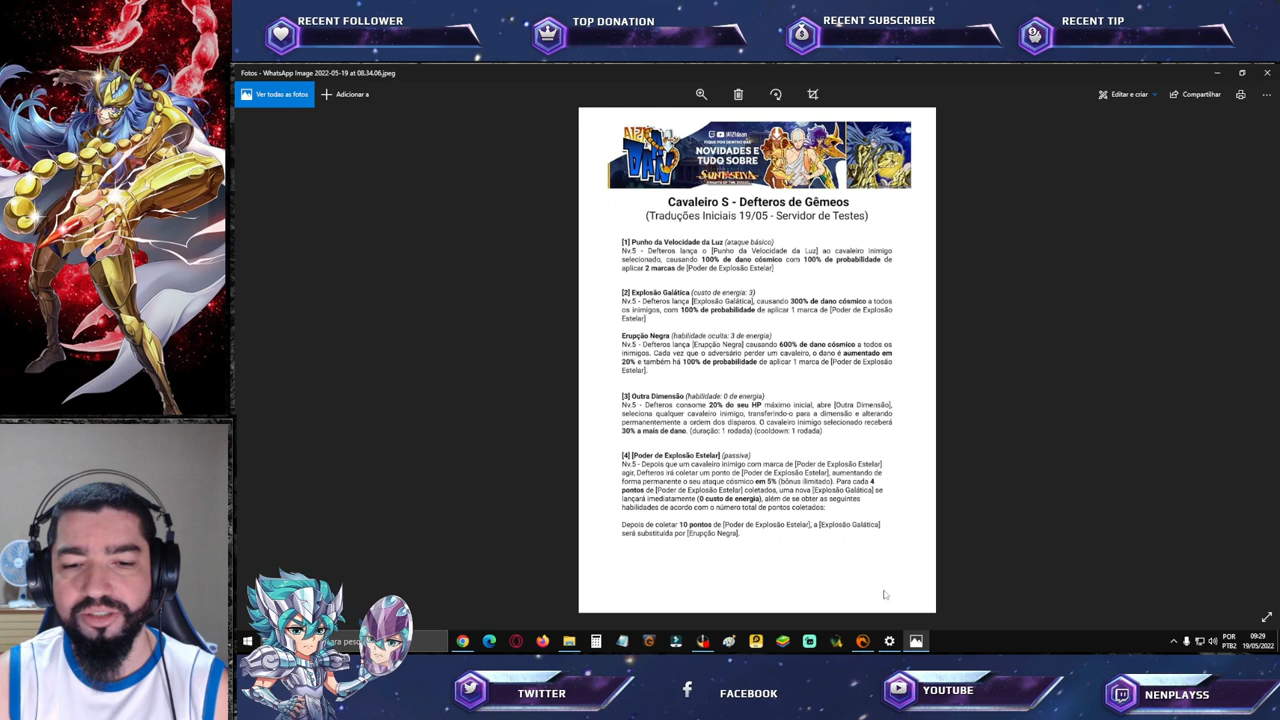 RECENT FOLLOWER
TOP DONATION
RECENT SUBSCRIBER
RECENT TIP
Fotos - WhatsApp Image 2022-05-19 at 08.34.06.jpeg
Ver todas as fotos
Adicionar a
Editar e criar
Compartilhar
FIQUE POR DENTRO DAS
NOVIDADES E
TUDO SOBRE
SAINT SEIYA
Cavaleiro S - Defteros de Gêmeos
(Traduções Iniciais 19/05 - Servidor de Testes)
[1] Punho da Velocidade da Luz (ataque básico)
Nv.5 - Defteros lança o [Punho da Velocidade da Luz] ao cavaleiro inimigo
selecionado, causando 100% de dano cósmico com 100% de probabilidade de
aplicar 2 marcas de [Poder de Explosão Estelar]
[2] Explosão Galática (custo de energia: 3)
Nv.5 - Defteros lança [Explosão Galática], causando 300% de dano cósmico a todos
os inimigos, com 100% de probabilidade de aplicar 1 marca de [Poder de Explosão
Estelar]
Erupção Negra (habilidade oculta: 3 de energia)
Nv.5 - Defteros lança [Erupção Negra] causando 600% de dano cósmico a todos os
inimigos. Cada vez que o adversário perder um cavaleiro, o dano é aumentado em
20% e também há 100% de probabilidade de aplicar 1 marca de [Poder de Explosão
Estelar].
[3] Outra Dimensão (habilidade: 0 de energia)
Nv.5 - Defteros consome 20% do seu HP máximo inicial, abre [Outra Dimensão],
seleciona qualquer cavaleiro inimigo, transferindo-o para a dimensão e alterando
permanentemente a ordem dos disparos. O cavaleiro inimigo selecionado receberá
30% a mais de dano. (duração: 1 rodada) (cooldown: 1 rodada)
[4] [Poder de Explosão Estelar] (passiva)
Nv.5 - Depois que um cavaleiro inimigo com marca de [Poder de Explosão Estelar]
agir, Defteros irá coletar um ponto de [Poder de Explosão Estelar], aumentando de
forma permanente o seu ataque cósmico em 5% (bônus ilimitado). Para cada 4
pontos de [Poder de Explosão Estelar] coletados, uma nova [Explosão Galática] se
lançará imediatamente (0 custo de energia), além de se obter as seguintes
habilidades de acordo com o número total de pontos coletados:
Depois de coletar 10 pontos de [Poder de Explosão Estelar], a [Explosão Galática]
será substituída por [Erupção Negra].
para
POR
PTB2
09:29
19/05/2022
TWITTER
FACEBOOK
YOUTUBE
NENPLAYSS